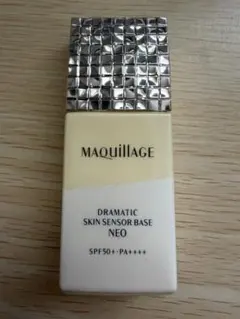 MAQuillAGE
DRAMATIC
SKIN SENSOR BASE
NEO
SPF50+・PA++++